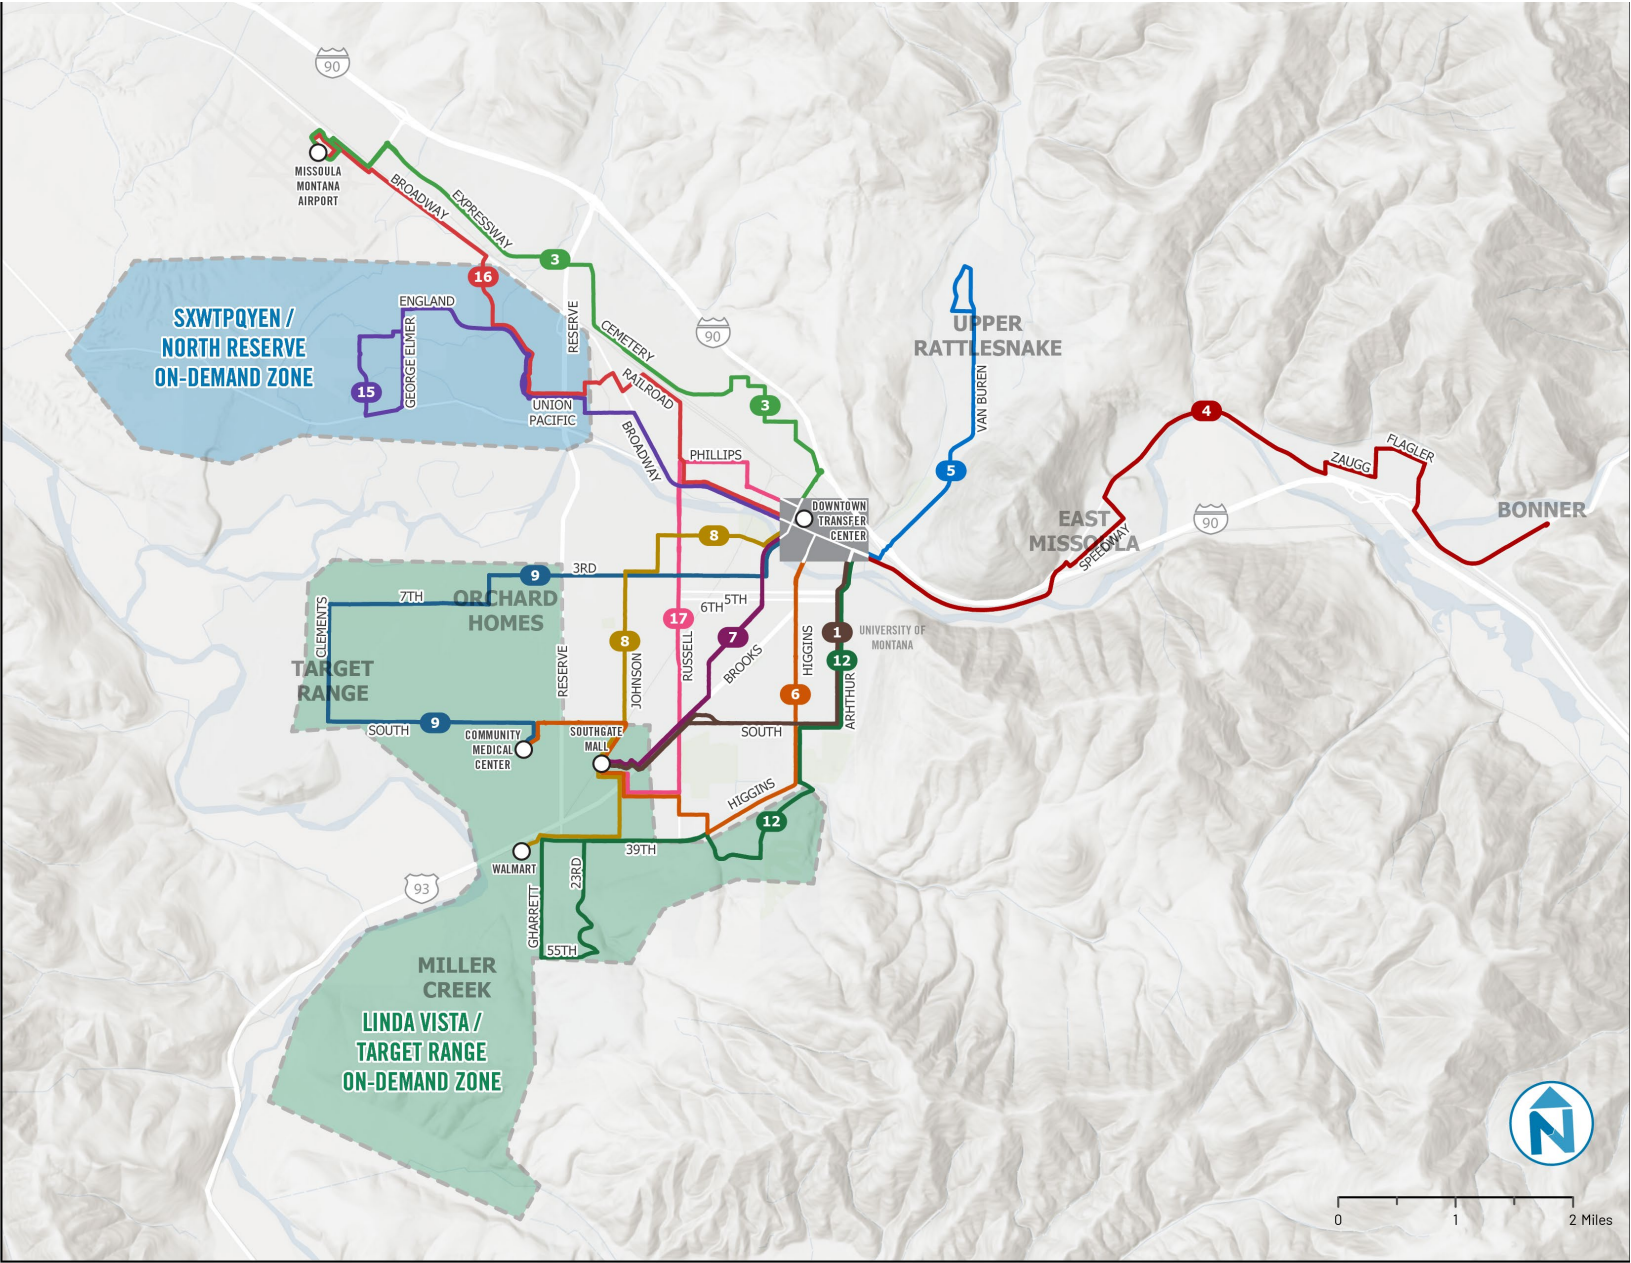 90
MISSOULA
MONTANA
AIRPORT
BROADWAY
EXPRESSWAY
3
16
SXWTPQYEN /
NORTH RESERVE
ON-DEMAND ZONE
ENGLAND
GEORGE ELMER
15
RESERVE
UNION
PACIFIC
CEMETERY
RAILROAD
90
3
BROADWAY
PHILLIPS
UPPER
RATTLESNAKE
VAN BUREN
5
4
FLAGLER
ZAUGG
BONNER
90
EAST
MISSOULA
SPEEDWAY
DOWNTOWN
TRANSFER
CENTER
8
3RD
9
7TH
ORCHARD
HOMES
CLEMENTS
TARGET
RANGE
5TH
6TH
17
7
8
1
UNIVERSITY OF
MONTANA
12
RESERVE
JOHNSON
RUSSELL
BROOKS
HIGGINS
6
ARHTHUR
SOUTH
9
COMMUNITY
MEDICAL
CENTER
SOUTHGATE
MALL
SOUTH
HIGGINS
12
39TH
WALMART
93
23RD
GHARRETT
55TH
MILLER
CREEK
LINDA VISTA /
TARGET RANGE
ON-DEMAND ZONE
N
0 1 2 Miles